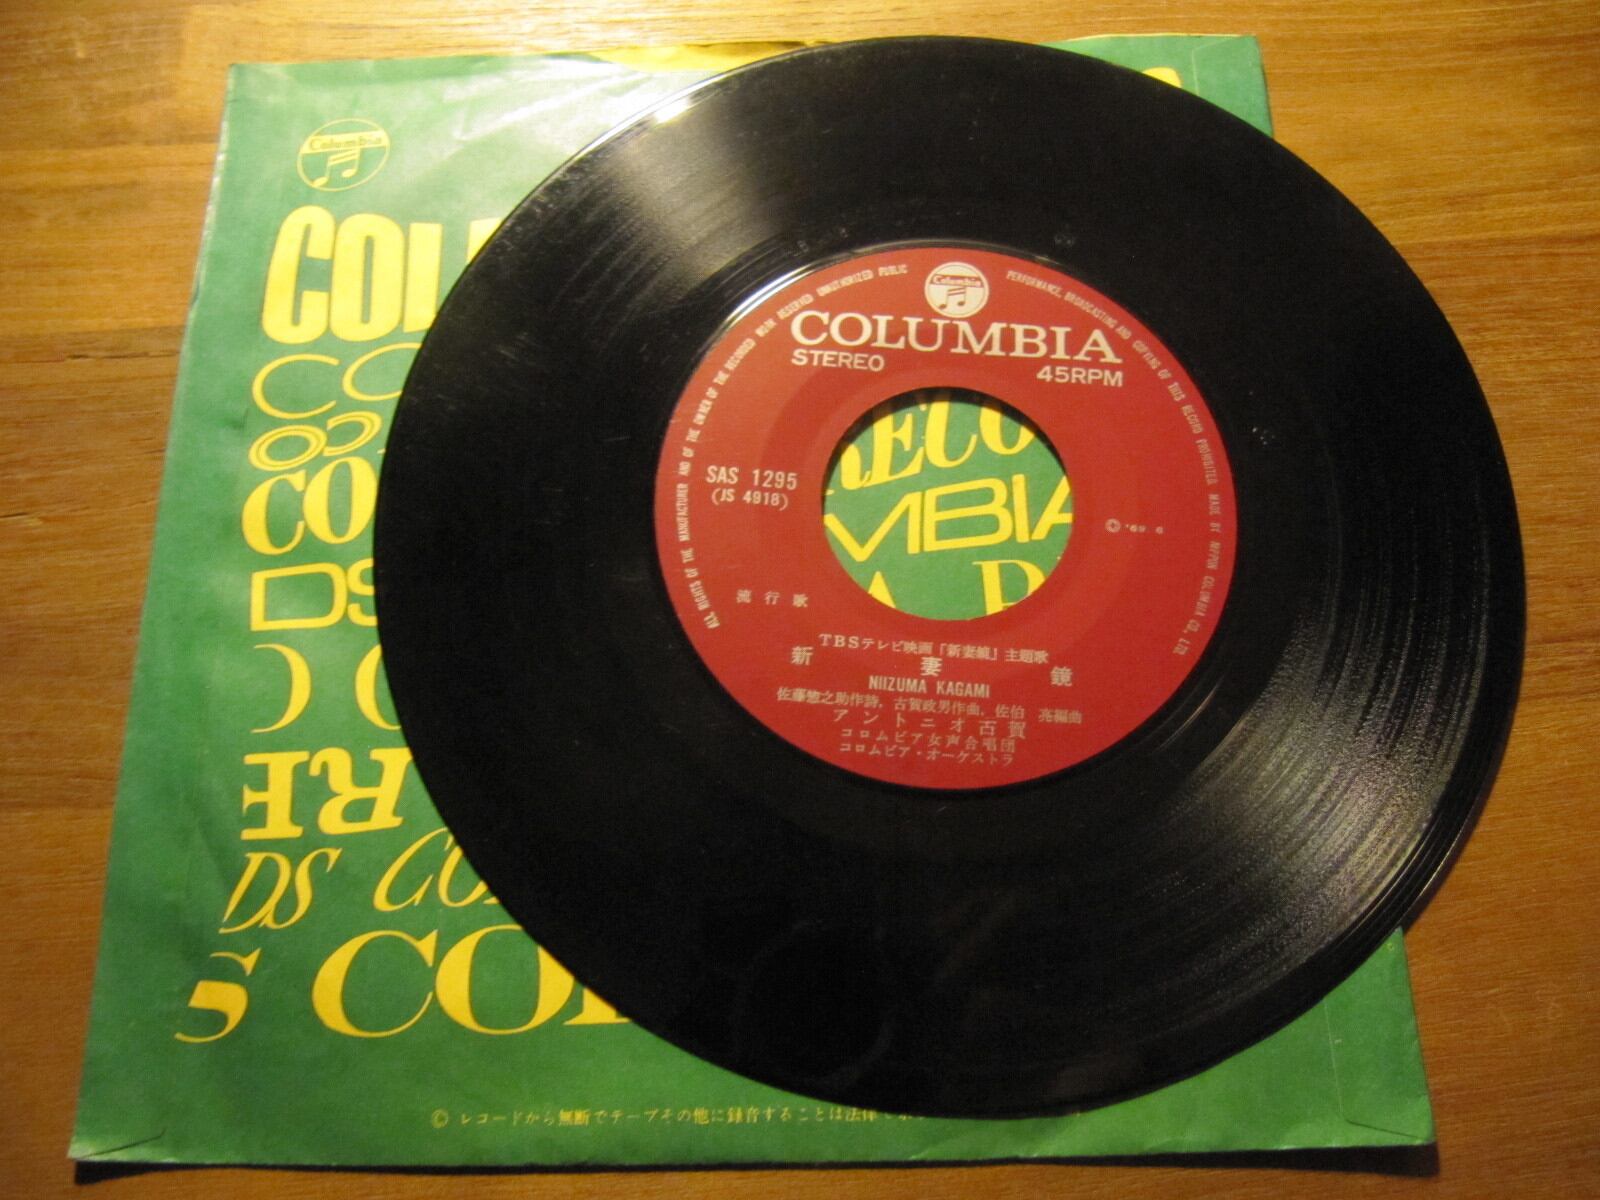 Columbia
COL
CO
CO
DS
RE
DS CO
S CO
© レコードから無断でテープその他に録音することは法律で
RECO
MBIA
Columbia
COLUMBIA
STEREO 45RPM
SAS 1295
(JS 4918)
© '69. 6
流行歌
TBSテレビ映画「新妻鏡」主題歌
新妻鏡
NIIZUMA KAGAMI
佐藤惣之助作詩, 古賀政男作曲, 佐伯 亮編曲
アントニオ古賀
コロムビア女声合唱団
コロムビア・オーケストラ
ALL RIGHTS OF THE MANUFACTURER AND OF THE OWNER OF THE RECORDED WORK RESERVED UNAUTHORIZED PUBLIC PERFORMANCE, BROADCASTING AND COPYING OF THIS RECORD PROHIBITED MADE BY NIPPON COLUMBIA CO., LTD.